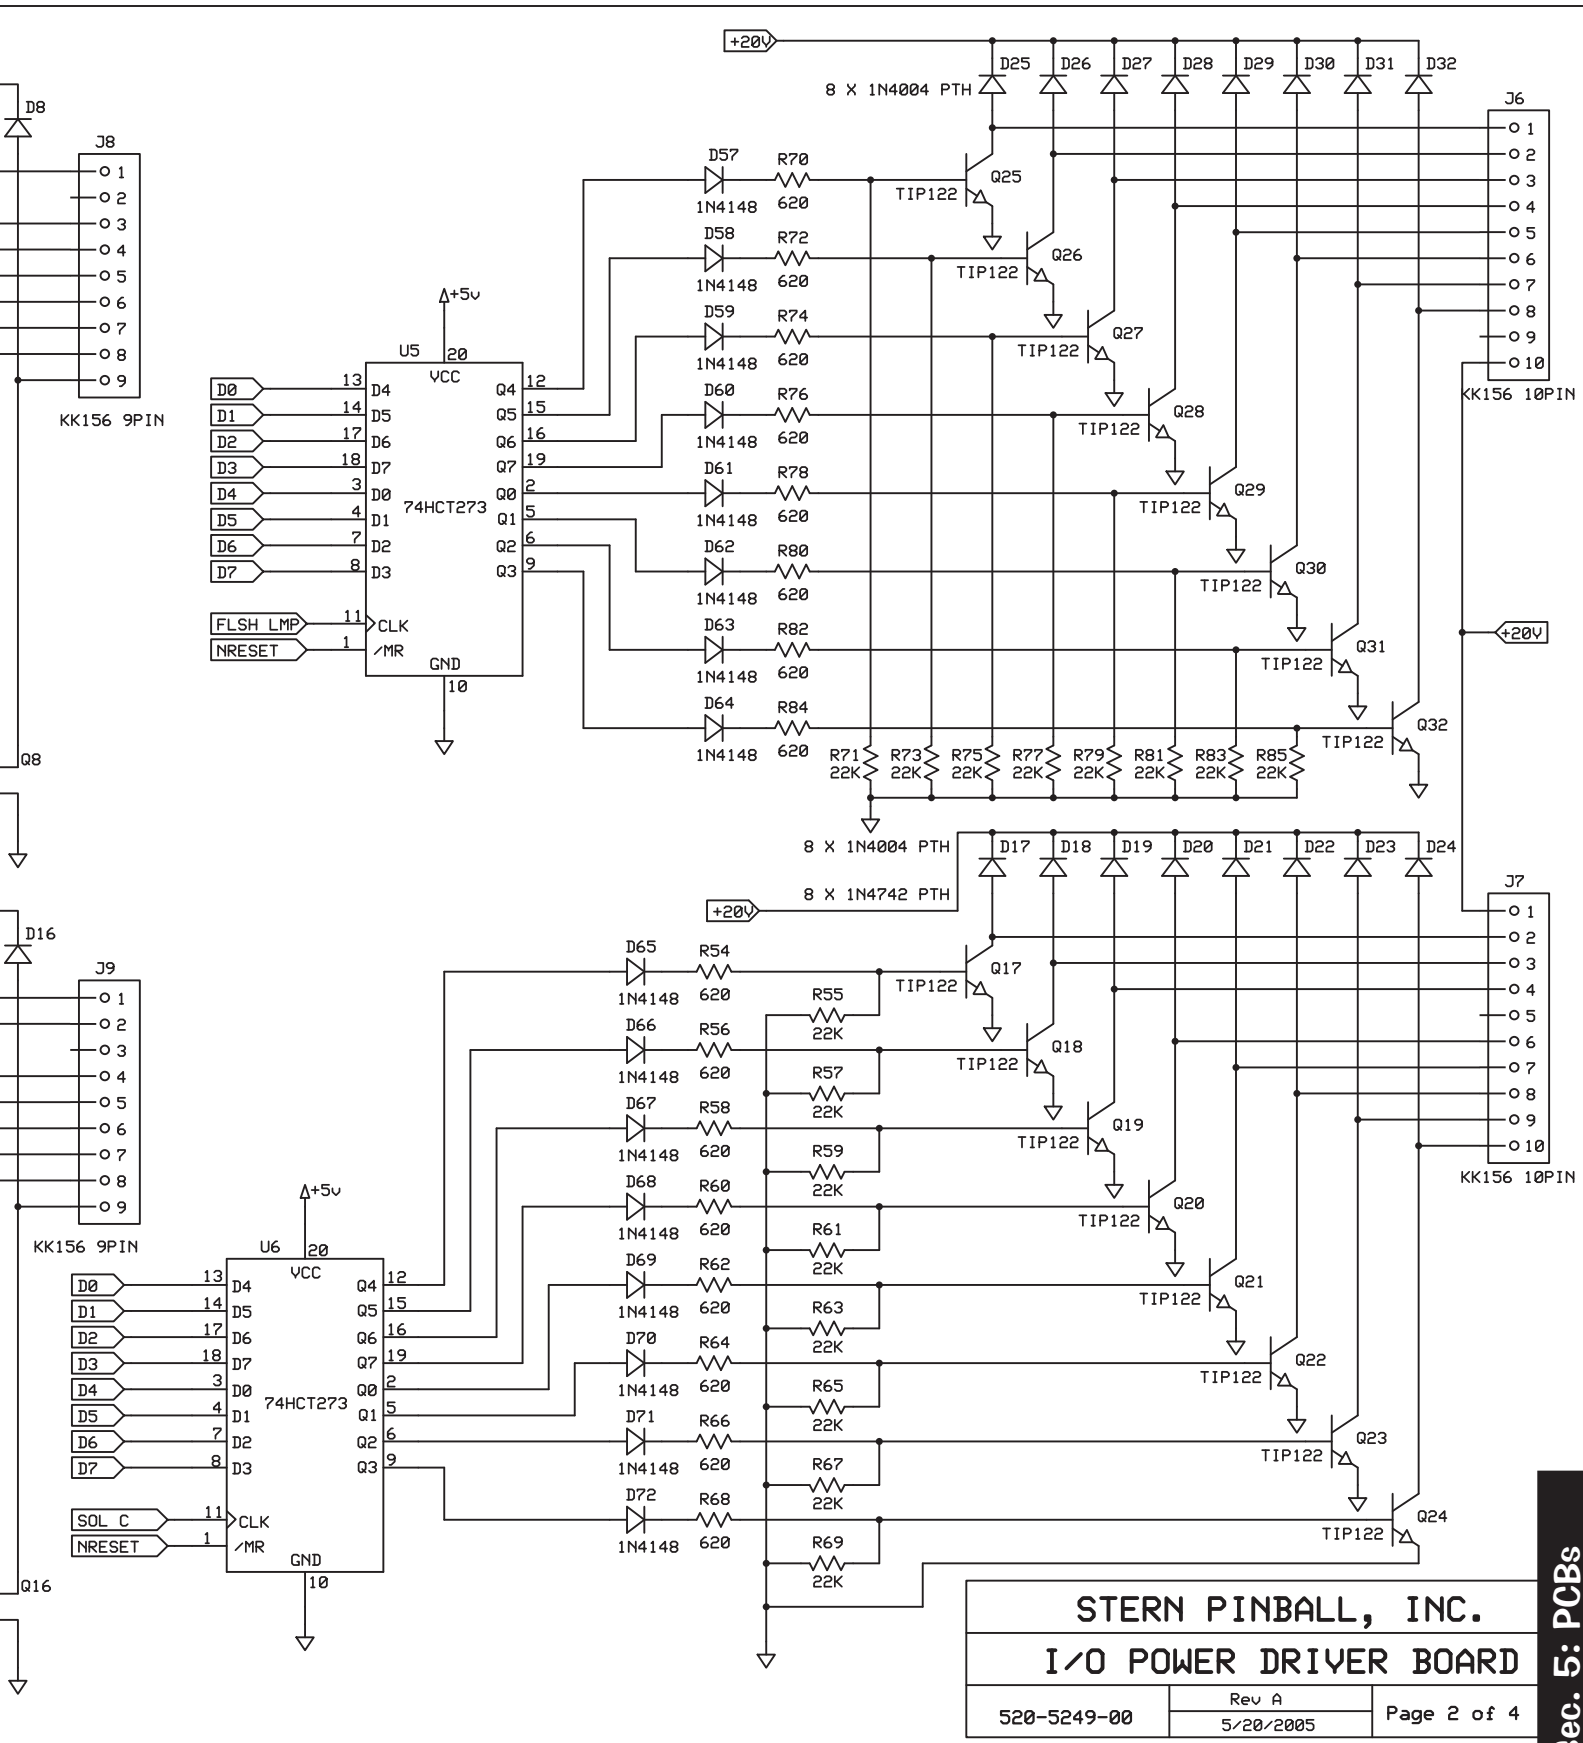 +20V
D25 D26 D27 D28 D29 D30 D31 D32
8 X 1N4004 PTH
D8
J8
1
2
3
4
5
6
7
8
9
KK156 9PIN
J6
1
2
3
4
5
6
7
8
9
10
KK156 10PIN
+20V
D57 R70
1N4148 620
TIP122 Q25
D58 R72
1N4148 620
TIP122 Q26
D59 R74
1N4148 620
TIP122 Q27
D60 R76
1N4148 620
TIP122 Q28
D61 R78
1N4148 620
TIP122 Q29
D62 R80
1N4148 620
TIP122 Q30
D63 R82
1N4148 620
TIP122 Q31
D64 R84
1N4148 620
TIP122 Q32
R71 R73 R75 R77 R79 R81 R83 R85
22K 22K 22K 22K 22K 22K 22K 22K
+5v
U5 20
VCC
D0 13 D4 Q4 12
D1 14 D5 Q5 15
D2 17 D6 Q6 16
D3 18 D7 Q7 19
D4 3 D0 Q0 2
74HCT273
D5 4 D1 Q1 5
D6 7 D2 Q2 6
D7 8 D3 Q3 9
FLSH LMP 11 CLK
NRESET 1 /MR
GND
10
Q8
8 X 1N4004 PTH
D17 D18 D19 D20 D21 D22 D23 D24
8 X 1N4742 PTH
+20V
D16
J9
1
2
3
4
5
6
7
8
9
KK156 9PIN
J7
1
2
3
4
5
6
7
8
9
10
KK156 10PIN
D65 R54
1N4148 620
R55
22K
TIP122 Q17
D66 R56
1N4148 620
R57
22K
TIP122 Q18
D67 R58
1N4148 620
R59
22K
TIP122 Q19
D68 R60
1N4148 620
R61
22K
TIP122 Q20
D69 R62
1N4148 620
R63
22K
TIP122 Q21
D70 R64
1N4148 620
R65
22K
TIP122 Q22
D71 R66
1N4148 620
R67
22K
TIP122 Q23
D72 R68
1N4148 620
R69
22K
TIP122 Q24
+5v
U6 20
VCC
D0 13 D4 Q4 12
D1 14 D5 Q5 15
D2 17 D6 Q6 16
D3 18 D7 Q7 19
D4 3 D0 Q0 2
74HCT273
D5 4 D1 Q1 5
D6 7 D2 Q2 6
D7 8 D3 Q3 9
SOL C 11 CLK
NRESET 1 /MR
GND
10
Q16
STERN PINBALL, INC.
I/O POWER DRIVER BOARD
520-5249-00
Rev A
5/20/2005
Page 2 of 4
ec. 5: PCBs